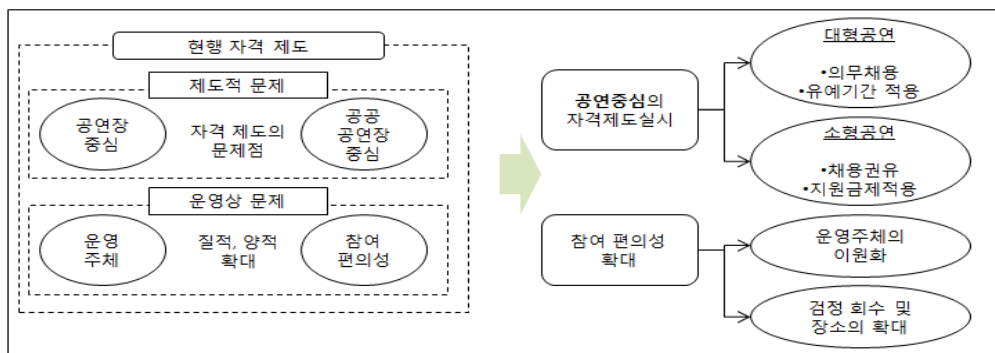 현행 자격 제도
제도적 문제
공연장
중심
자격 제도의
문제점
공공
공연장
중심
운영상 문제
운영
주체
질적, 양적
확대
참여
편의성
공연중심의
자격제도실시
대형공연
•의무채용
•유예기간 적용
소형공연
•채용권유
•지원금제적용
참여 편의성
확대
운영주체의
이원화
검정 회수 및
장소의 확대